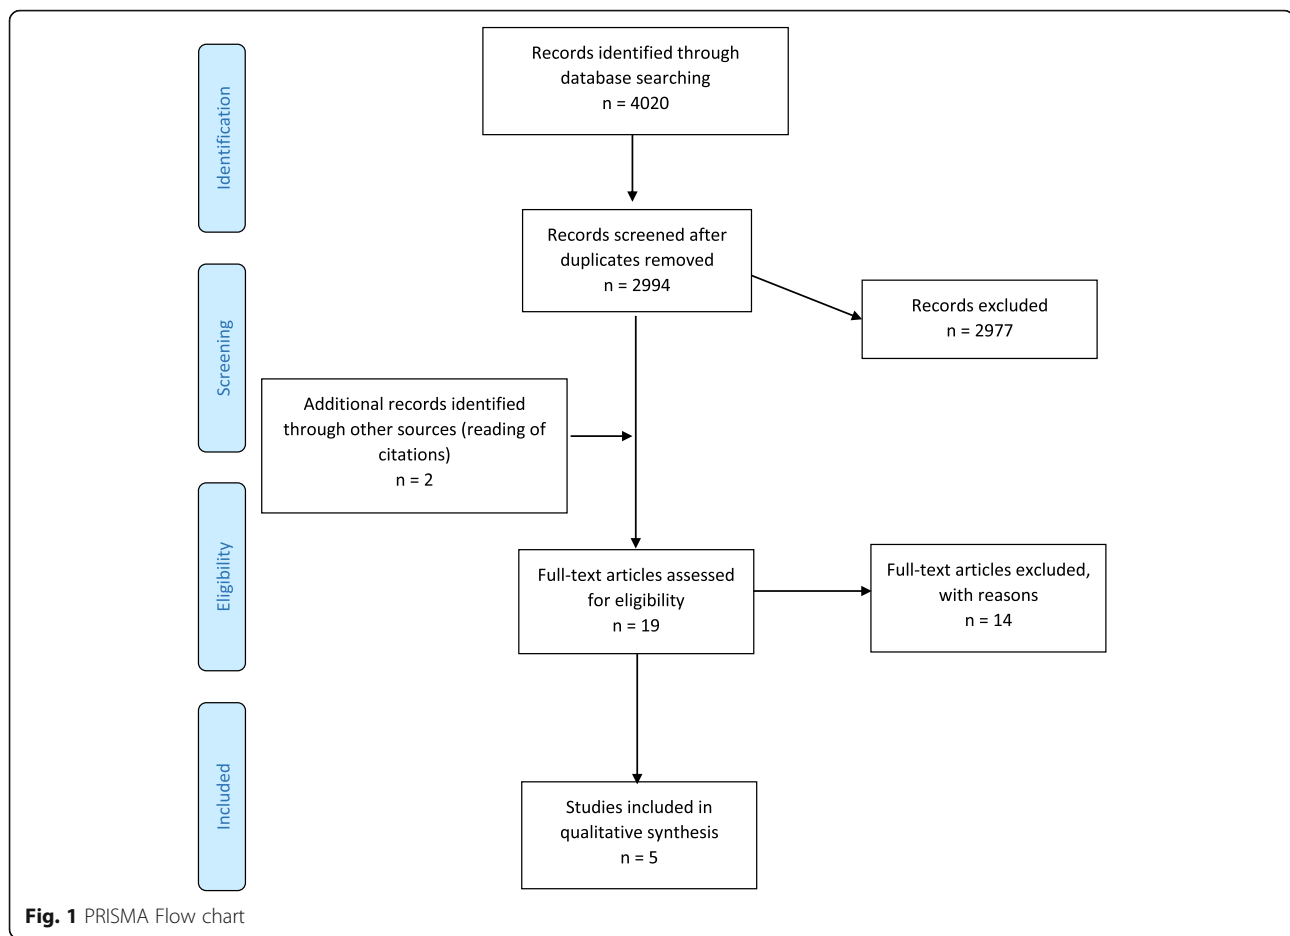 Identification
Records identified through
database searching
n = 4020
Records screened after
duplicates removed
n = 2994
Records excluded
n = 2977
Screening
Additional records identified
through other sources (reading of
citations)
n = 2
Eligibility
Full-text articles assessed
for eligibility
n = 19
Full-text articles excluded,
with reasons
n = 14
Included
Studies included in
qualitative synthesis
n = 5
Fig. 1 PRISMA Flow chart